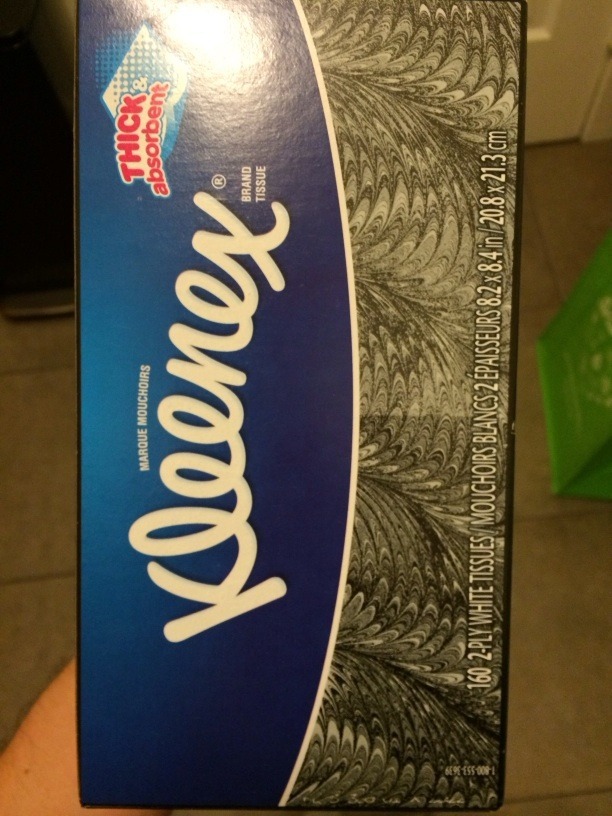 THICK &
absorbent
MARQUE MOUCHOIRS
Kleenex®
BRAND
TISSUE
160 2-PLY WHITE TISSUES / MOUCHOIRS BLANCS 2 ÉPAISSEURS 8.2 x 8.4 in / 20.8 x 21.3 cm
1-800-553-3639